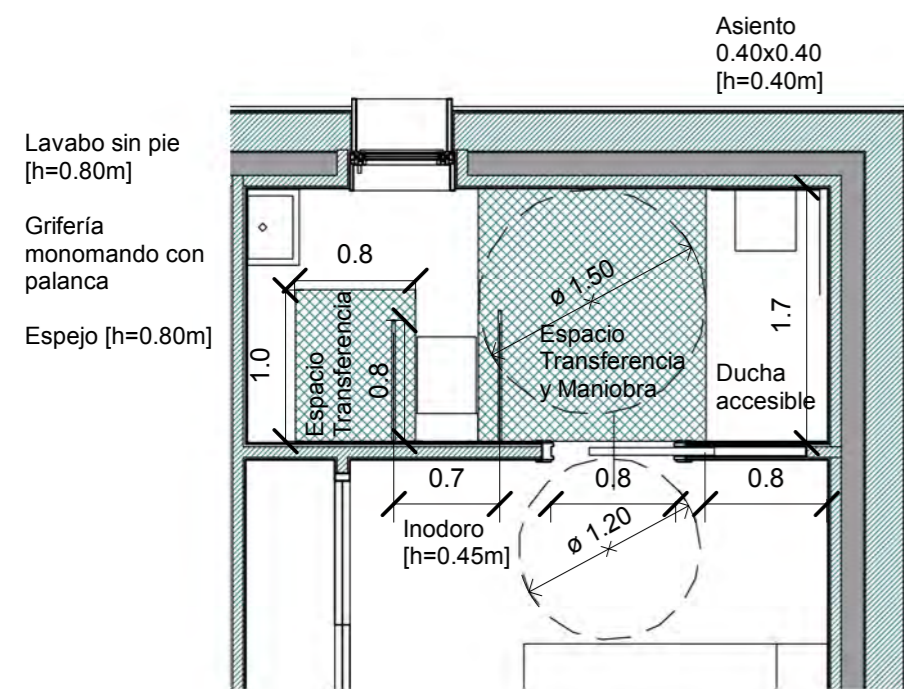 Asiento
0.40x0.40
[h=0.40m]
Lavabo sin pie
[h=0.80m]
Grifería
monomando con
palanca
Espejo [h=0.80m]
0.8
1.0
Espacio
Transferencia
0.8
ø 1.50
Espacio
Transferencia
y Maniobra
1.7
Ducha
accesible
0.7
0.8
0.8
Inodoro
[h=0.45m]
ø 1.20